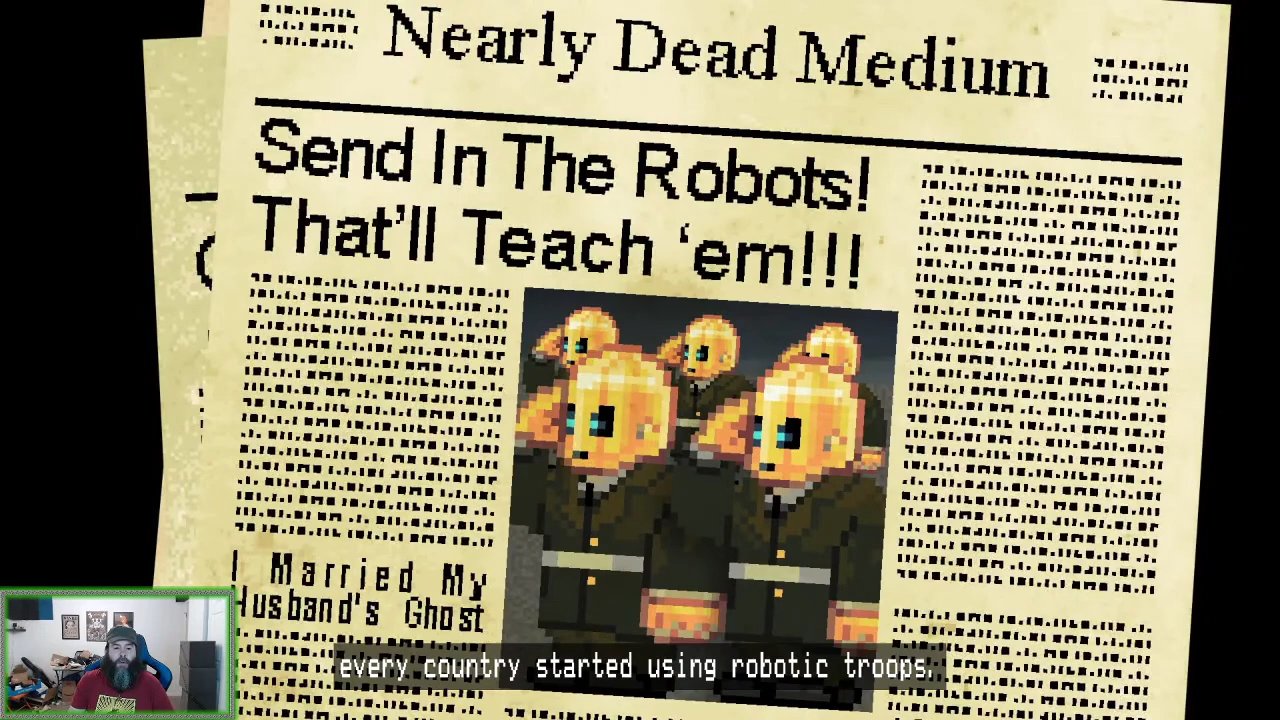 Nearly Dead Medium
Send In The Robots!
That’ll Teach ‘em!!!
I Married My
Husband's Ghost
every country started using robotic troops.